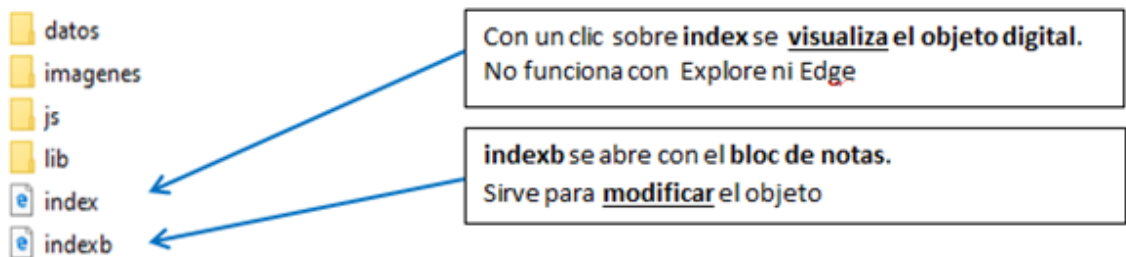 datos
imagenes
js
lib
index
indexb
Con un clic sobre index se visualiza el objeto digital.
No funciona con Explore ni Edge
indexb se abre con el bloc de notas.
Sirve para modificar el objeto